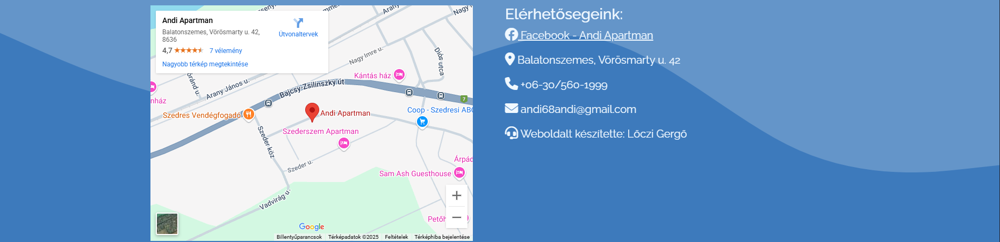 Andi Apartman
Balatonszemes, Vörösmarty u. 42,
8636
4,7
7 vélemény
Nagyobb térkép megtekintése
Útvonaltervek
Arany
Nagy
Nagy Imre u.
Diós utca
Kántás ház
Arany János u.
Bajcsy-Zsilinszky út
7
nház
Szedres Vendégfogadó
Andi Apartman
Coop - Szedresi ABC
Szederszem Apartman
Szeder köz
Szeder u.
Árpád
Sam Ash Guesthouse
Vadvirág u.
Google
Billentyűparancsok
Térképadatok ©2025
Feltételek
Térképhiba bejelentése
Elérhetősegeink:
Facebook - Andi Apartman
Balatonszemes, Vörösmarty u. 42
+06-30/560-1999
andi68andi@gmail.com
Weboldalt készítette: Lőczi Gergő